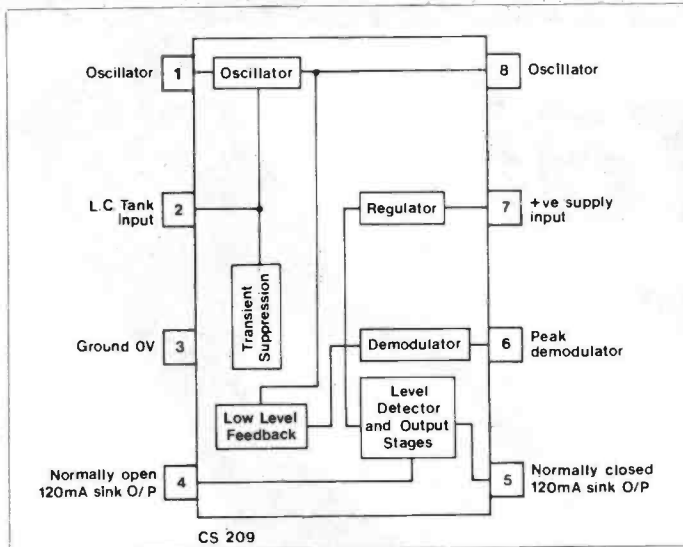 Oscillator
1
Oscillator
8
Oscillator
L.C. Tank
Input
2
Regulator
7
+ve supply
input
Transient
Suppression
Ground 0V
3
Demodulator
6
Peak
demodulator
Low Level
Feedback
Level
Detector
and Output
Stages
Normally open
120mA sink O/P
4
5
Normally closed
120mA sink O/P
CS 209